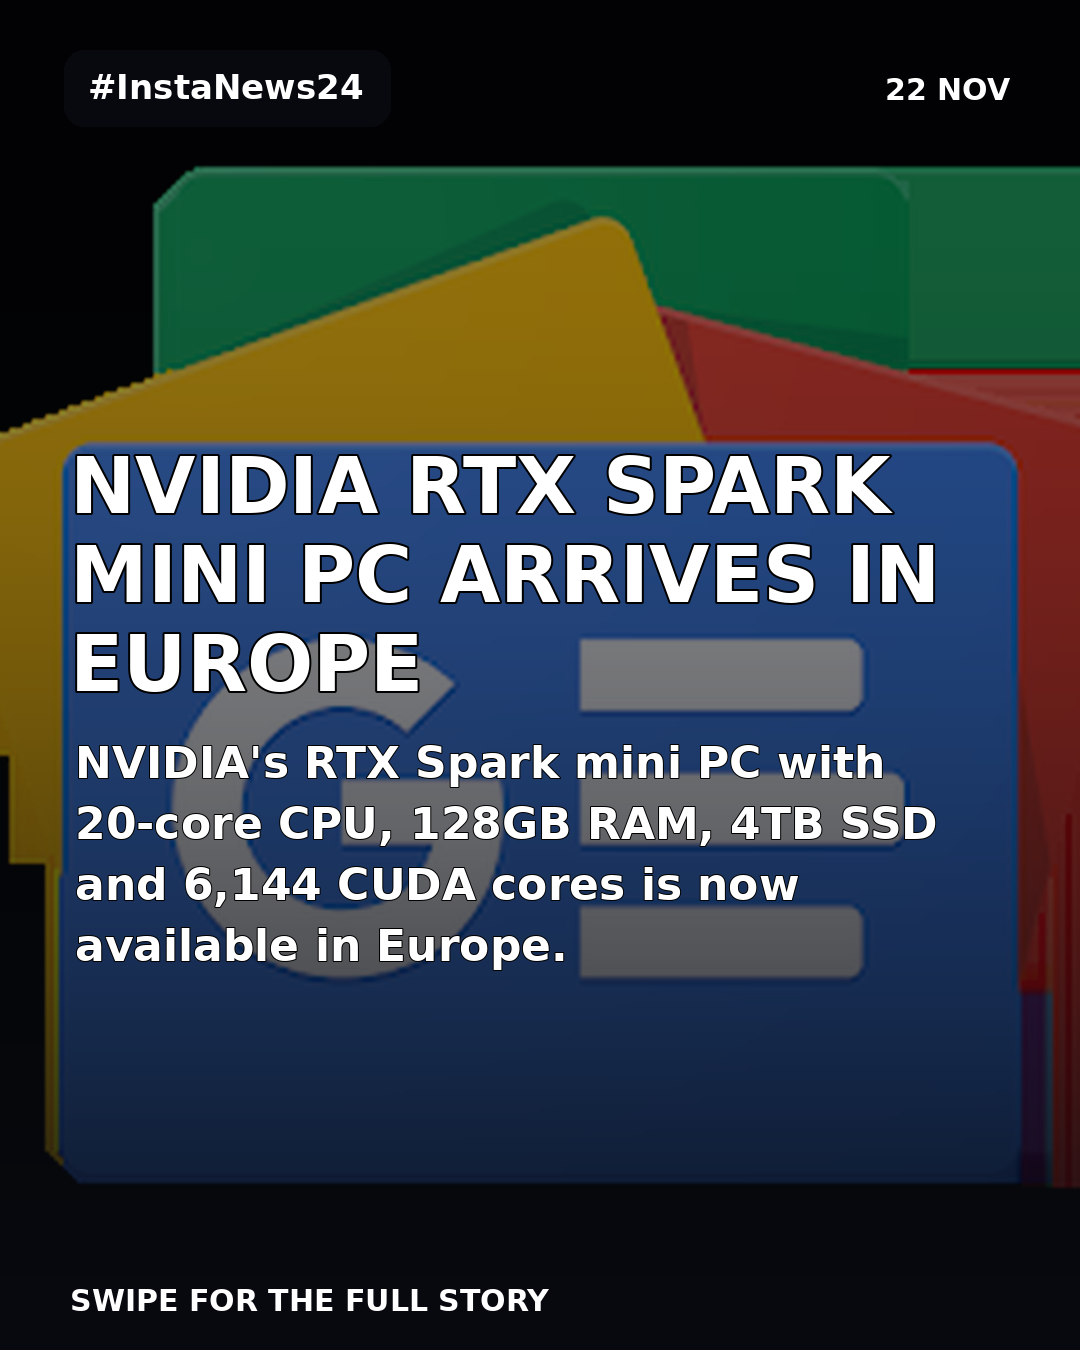 #InstaNews24
22 NOV
NVIDIA RTX SPARK
MINI PC ARRIVES IN
EUROPE
NVIDIA's RTX Spark mini PC with
20-core CPU, 128GB RAM, 4TB SSD
and 6,144 CUDA cores is now
available in Europe.
G
SWIPE FOR THE FULL STORY